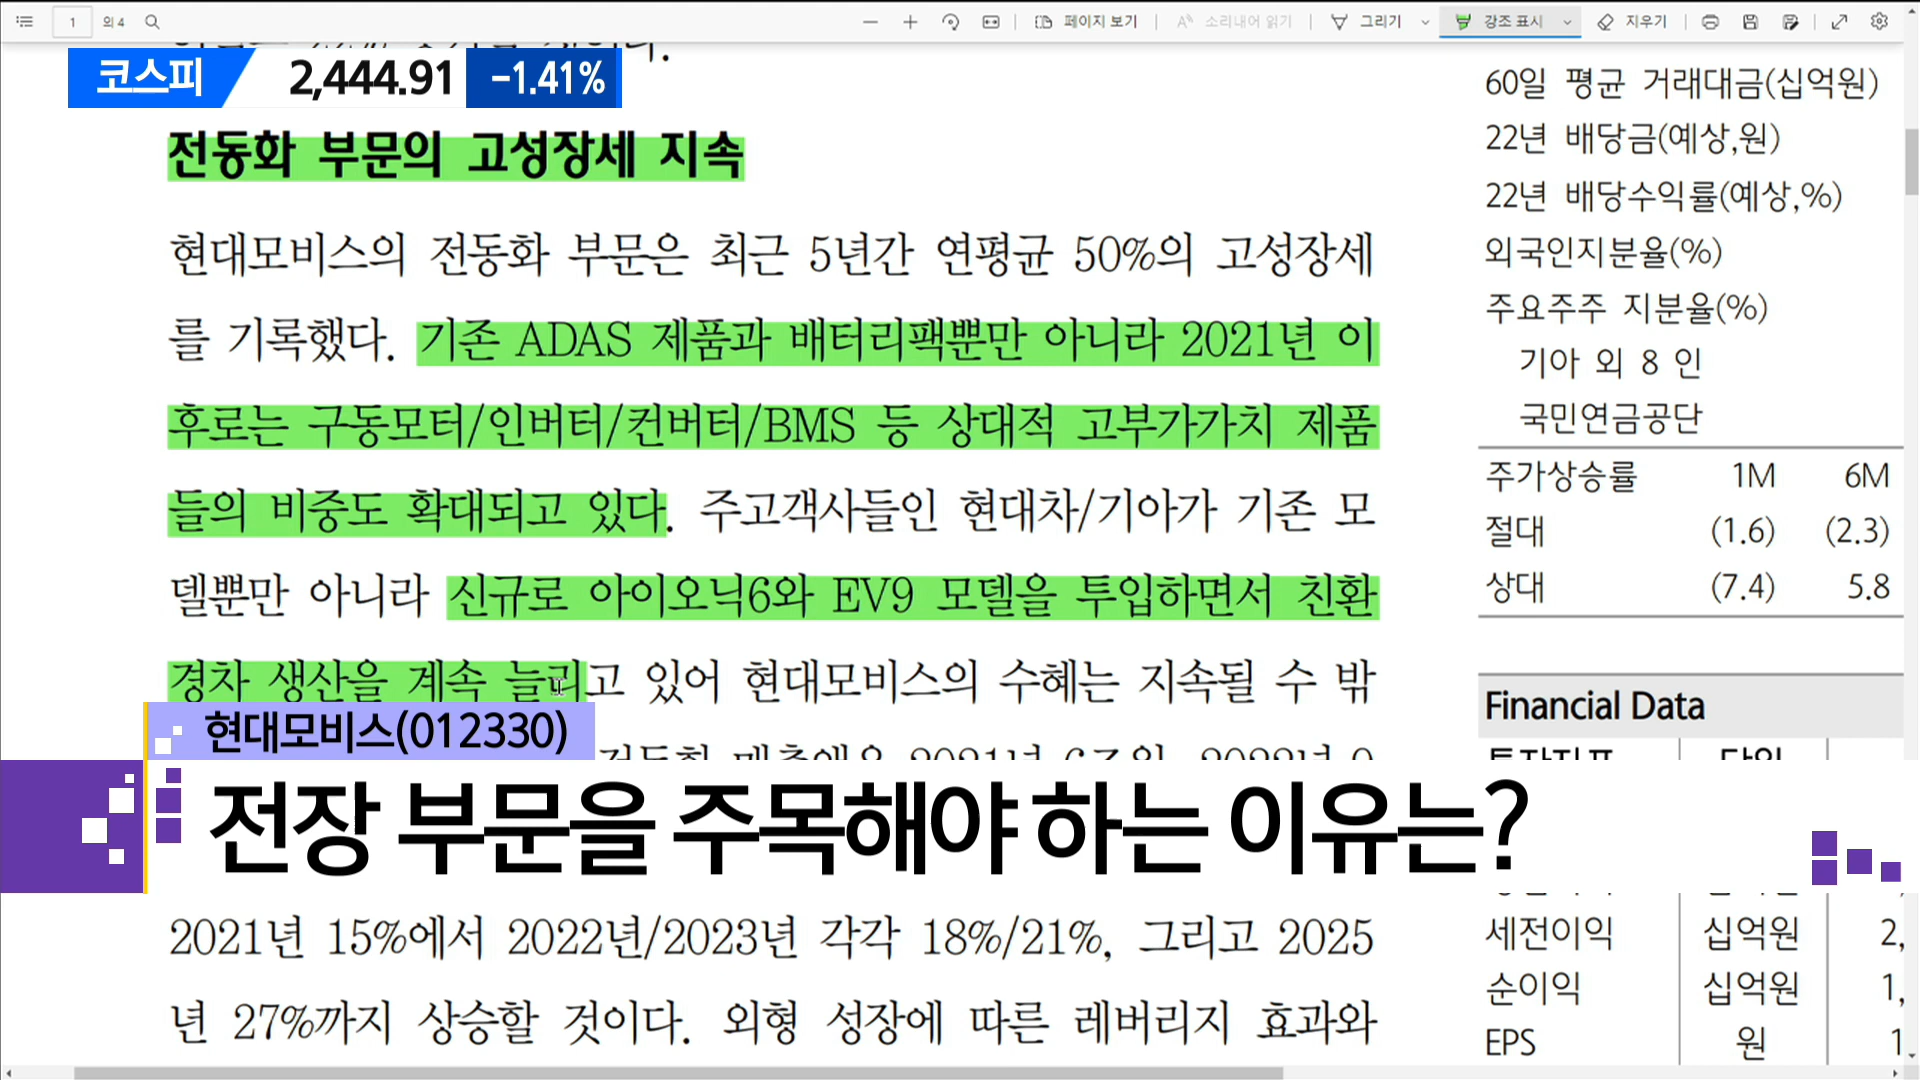 1 의 4 페이지 보기 소리내어 읽기 그리기 강조 표시 지우기
코스피 2,444.91 -1.41%
전동화 부문의 고성장세 지속
현대모비스의 전동화 부문은 최근 5년간 연평균 50%의 고성장세
를 기록했다. 기존 ADAS 제품과 배터리팩뿐만 아니라 2021년 이
후로는 구동모터/인버터/컨버터/BMS 등 상대적 고부가가치 제품
들의 비중도 확대되고 있다. 주고객사들인 현대차/기아가 기존 모
델뿐만 아니라 신규로 아이오닉6와 EV9 모델을 투입하면서 친환
경차 생산을 계속 늘리고 있어 현대모비스의 수혜는 지속될 수 밖
현대모비스(012330)
전장 부문을 주목해야 하는 이유는?
2021년 15%에서 2022년/2023년 각각 18%/21%, 그리고 2025
년 27%까지 상승할 것이다. 외형 성장에 따른 레버리지 효과와
60일 평균 거래대금(십억원)
22년 배당금(예상,원)
22년 배당수익률(예상,%)
외국인지분율(%)
주요주주 지분율(%)
기아 외 8 인
국민연금공단
주가상승률 1M 6M
절대 (1.6) (2.3)
상대 (7.4) 5.8
Financial Data
세전이익 십억원 2,
순이익 십억원 1,
EPS 원 1